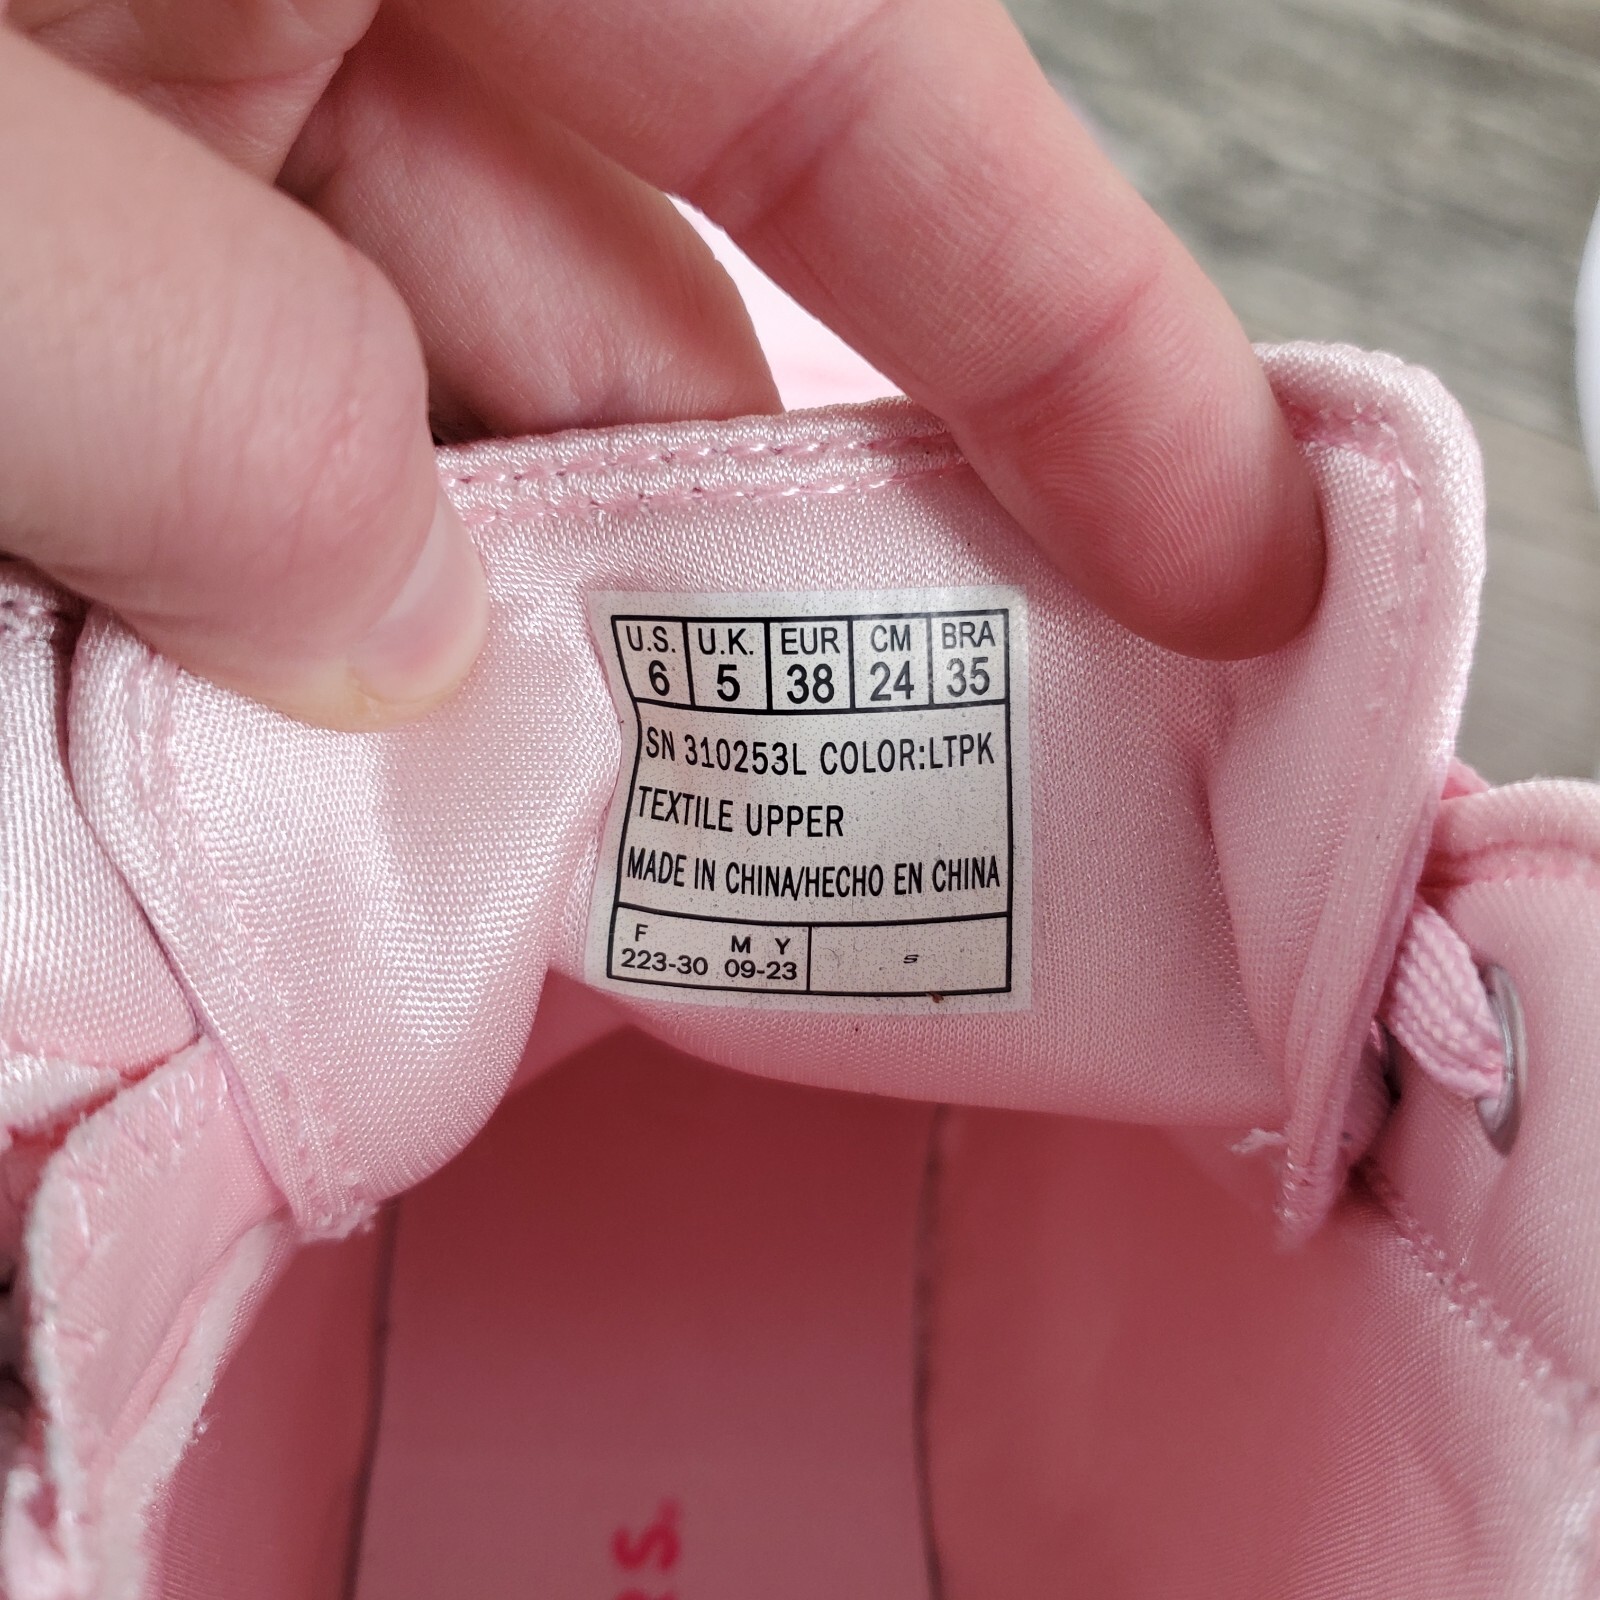 U.S. U.K. EUR CM BRA
6 5 38 24 35
SN 310253L COLOR:LTPK
TEXTILE UPPER
MADE IN CHINA/HECHO EN CHINA
F M Y
223-30 09-23
s
RS.